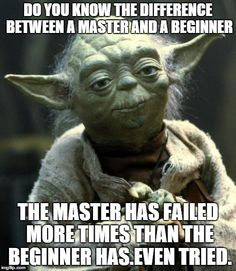 DO YOU KNOW THE DIFFERENCE
BETWEEN A MASTER AND A BEGINNER
THE MASTER HAS FAILED
MORE TIMES THAN THE
BEGINNER HAS EVEN TRIED.
imgflip.com